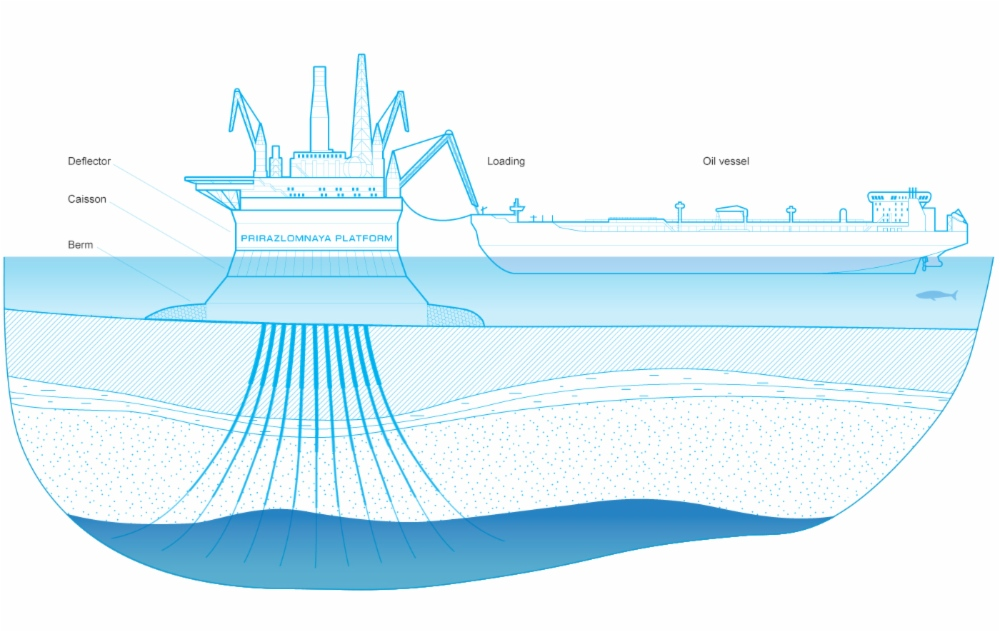 Deflector
Loading
Oil vessel
Caisson
PRIRAZLOMNAYA PLATFORM
Berm